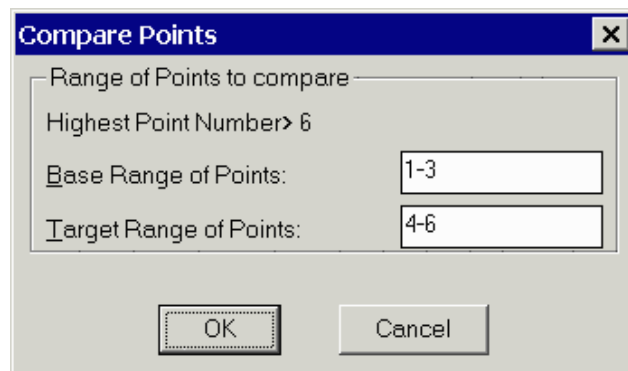 Compare Points
Range of Points to compare
Highest Point Number> 6
Base Range of Points: 1-3
Target Range of Points: 4-6
OK Cancel